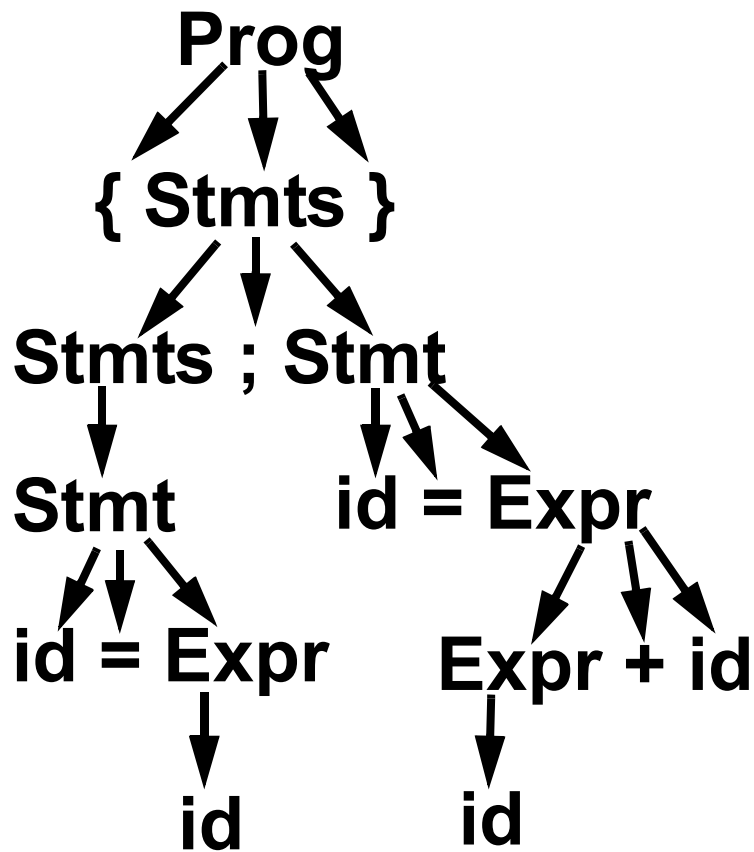 Prog
{ Stmts }
Stmts ; Stmt
Stmt
id = Expr
id = Expr
Expr + id
id
id